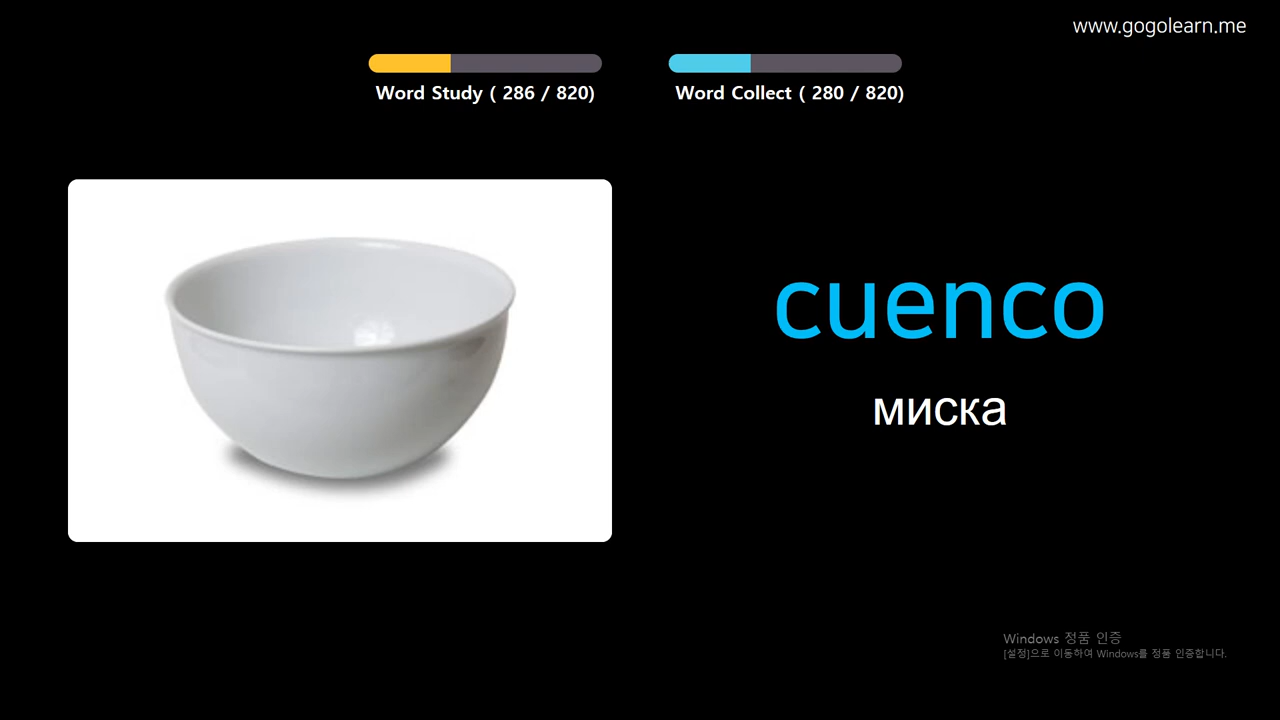 www.gogolearn.me
Word Study ( 286 / 820)
Word Collect ( 280 / 820)
cuenco
миска
Windows 정품 인증
[설정]으로 이동하여 Windows를 정품 인증합니다.